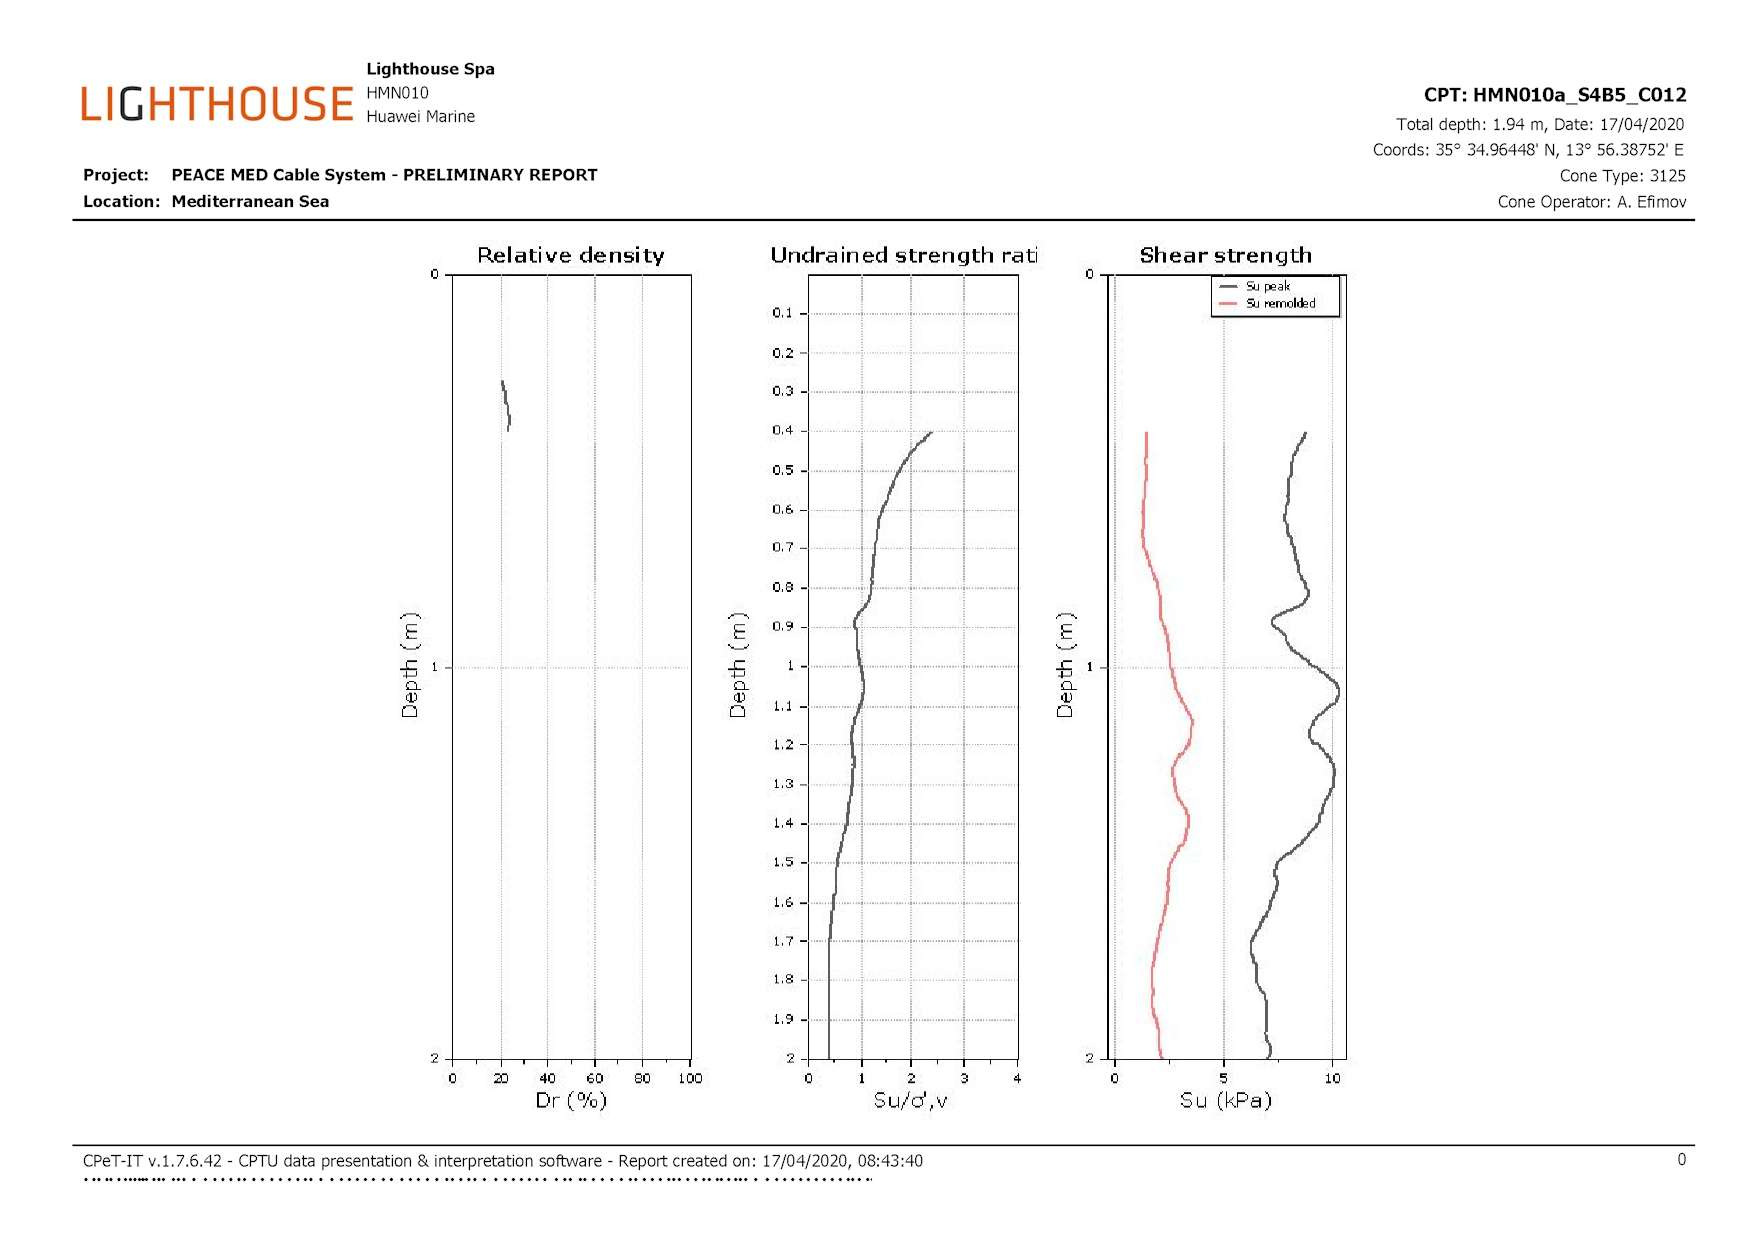 LIGHTHOUSE
Lighthouse Spa
HMN010
Huawei Marine
CPT: HMN010a_S4B5_C012
Total depth: 1.94 m, Date: 17/04/2020
Coords: 35° 34.96448' N, 13° 56.38752' E
Cone Type: 3125
Cone Operator: A. Efimov
Project: PEACE MED Cable System - PRELIMINARY REPORT
Location: Mediterranean Sea
Relative density
0
1
2
Depth (m)
0 20 40 60 80 100
Dr (%)
Undrained strength rati
0.1
0.2
0.3
0.4
0.5
0.6
0.7
0.8
0.9
1
1.1
1.2
1.3
1.4
1.5
1.6
1.7
1.8
1.9
2
Depth (m)
0 1 2 3 4
Su/σ',v
Shear strength
Su peak
Su remolded
0
1
2
Depth (m)
0 5 10
Su (kPa)
CPeT-IT v.1.7.6.42 - CPTU data presentation & interpretation software - Report created on: 17/04/2020, 08:43:40
0